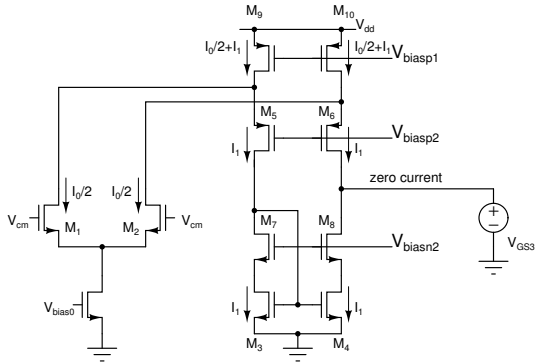 M9 M10
Vdd
I0/2+I1 I0/2+I1 Vbiasp1
M5 M6
Vbiasp2
I1 I1
I0/2 I0/2 zero current
Vcm M1 M2 Vcm
M7 M8
Vbiasn2
VGS3
Vbias0 I1 I1
M3 M4